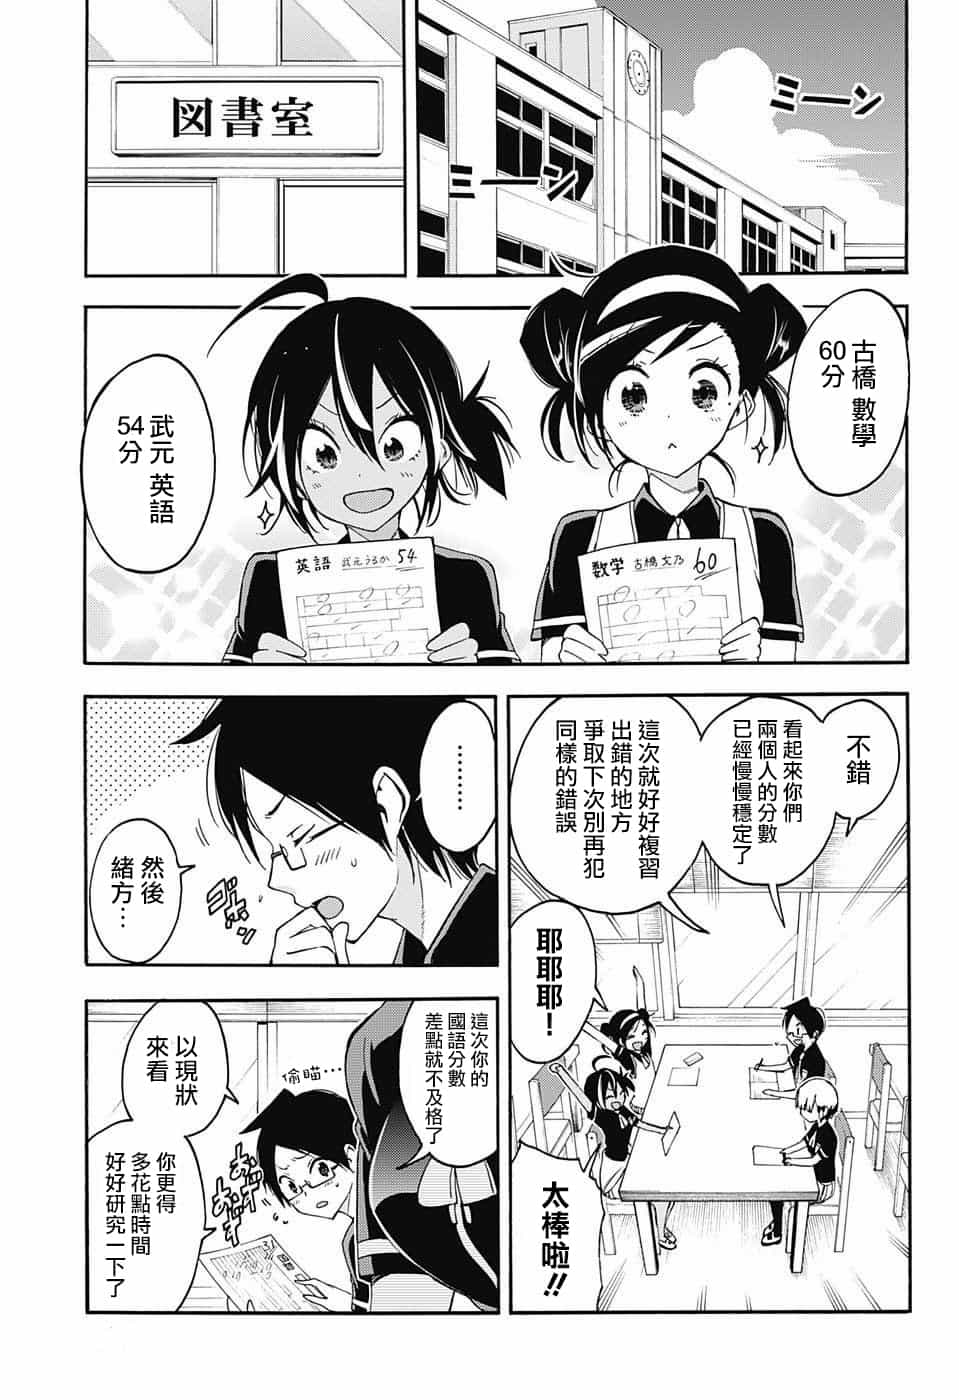 ミーン
ミーン
図書室
古橋 數學
60分
武元 英語
54分
数学 古橋文乃 60
英語 武元うるか 54
不錯
看起來你們
兩個人的分數
已經慢慢穩定了
這次就好好複習
出錯的地方
爭取下次別再犯
同樣的錯誤
耶耶耶！
太棒啦!!
………
然後
緒方…
這次你的
國語分數
差點就不及格了
偷瞄…
以現狀
來看
你更得
多花點時間
好好研究一下了
31